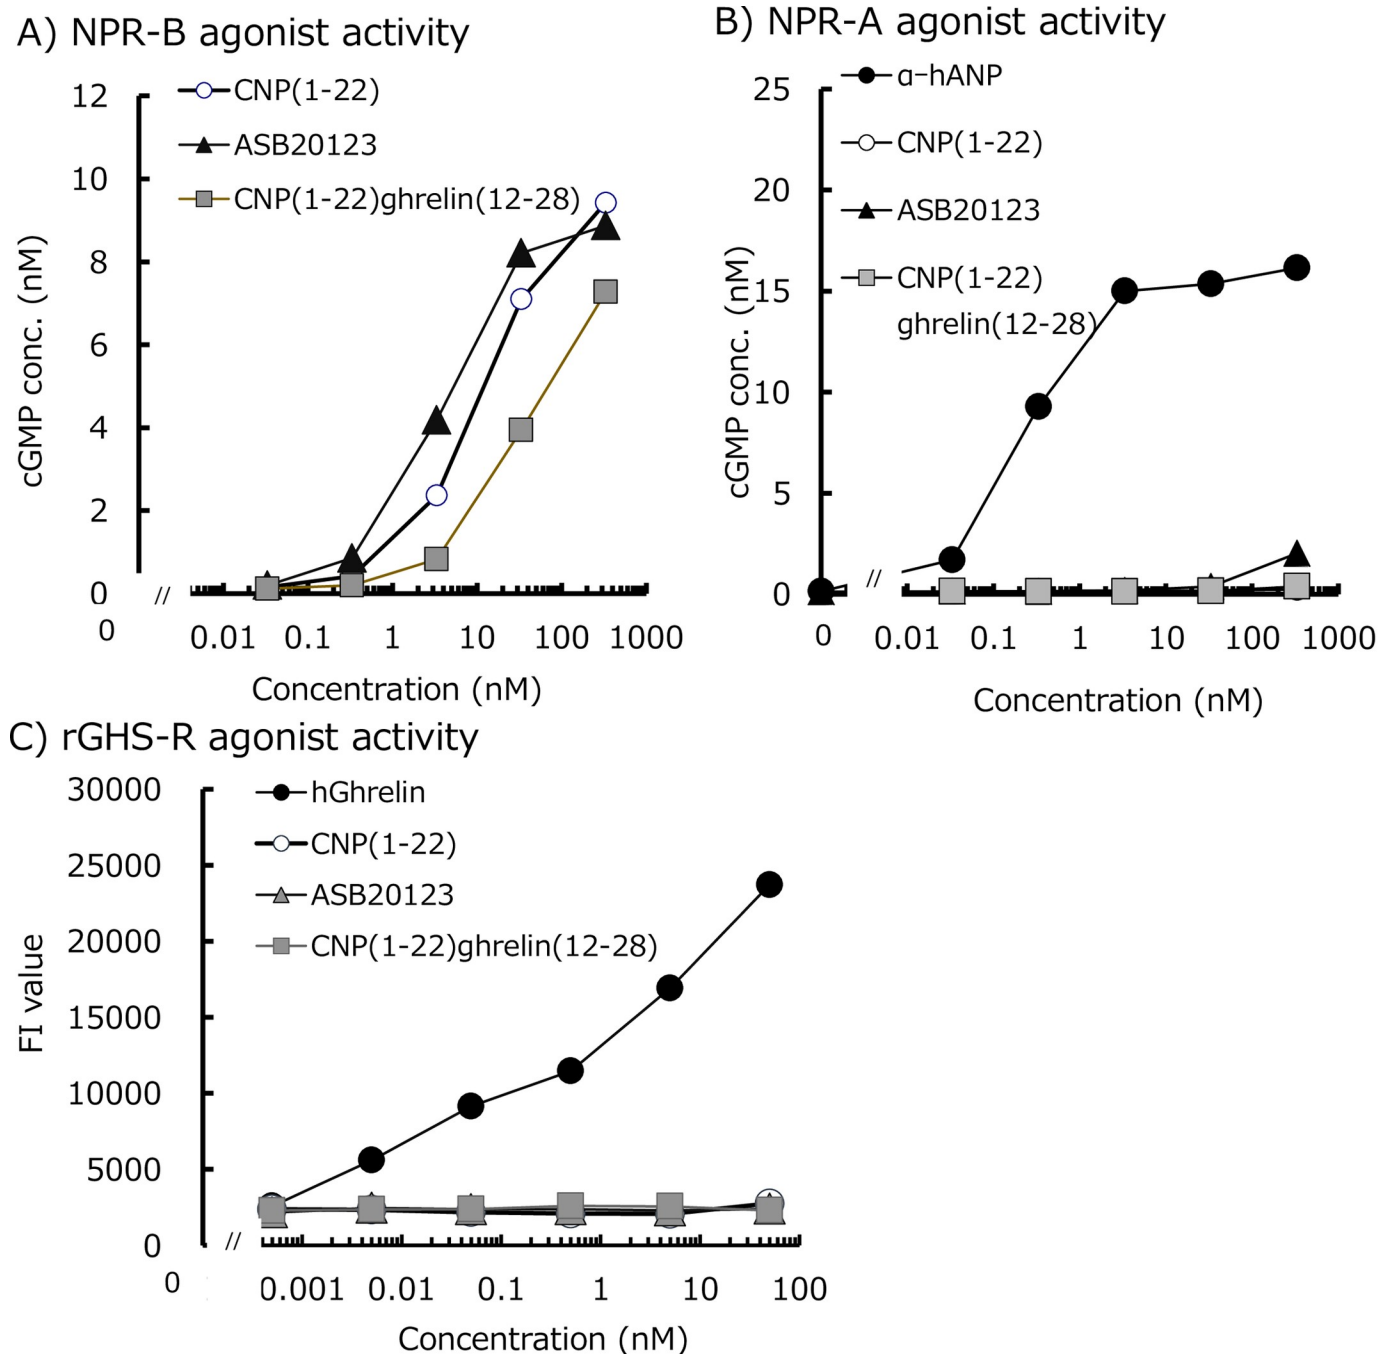 A) NPR-B agonist activity
CNP(1-22)
ASB20123
CNP(1-22)ghrelin(12-28)
12
10
8
6
4
2
0
cGMP conc. (nM)
//
0
0.01
0.1
1
10
100
1000
Concentration (nM)
B) NPR-A agonist activity
α-hANP
CNP(1-22)
ASB20123
CNP(1-22)
ghrelin(12-28)
25
20
15
10
5
0
cGMP conc. (nM)
//
0
0.01
0.1
1
10
100
1000
Concentration (nM)
C) rGHS-R agonist activity
hGhrelin
CNP(1-22)
ASB20123
CNP(1-22)ghrelin(12-28)
30000
25000
20000
15000
10000
5000
0
FI value
//
0
0.001
0.01
0.1
1
10
100
Concentration (nM)